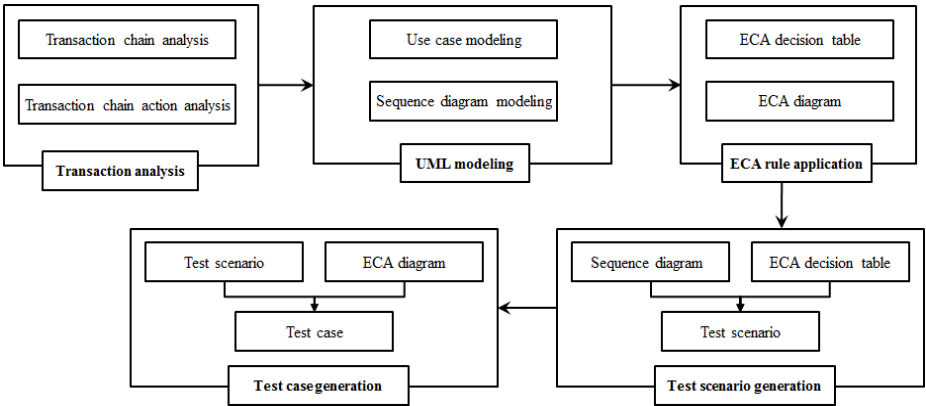 Transaction chain analysis
Transaction chain action analysis
Transaction analysis
Use case modeling
Sequence diagram modeling
UML modeling
ECA decision table
ECA diagram
ECA rule application
Test scenario
ECA diagram
Test case
Test case generation
Sequence diagram
ECA decision table
Test scenario
Test scenario generation